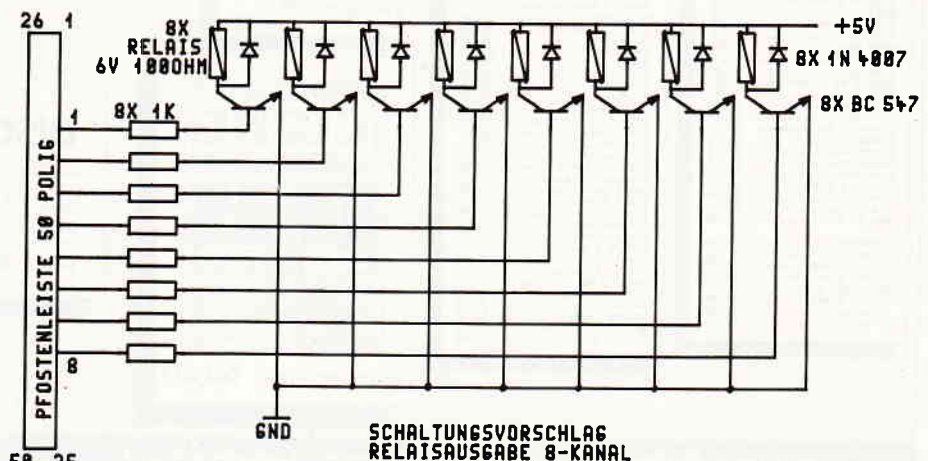 26 1
8X
RELAIS
6V 100OHM
+5V
8X 1N 4007
8X BC 547
8X 1K
1
8
PFOSTENLEISTE 50 POLIG
GND
SCHALTUNGSVORSCHLAG
RELAISAUSGABE 8-KANAL
50 25